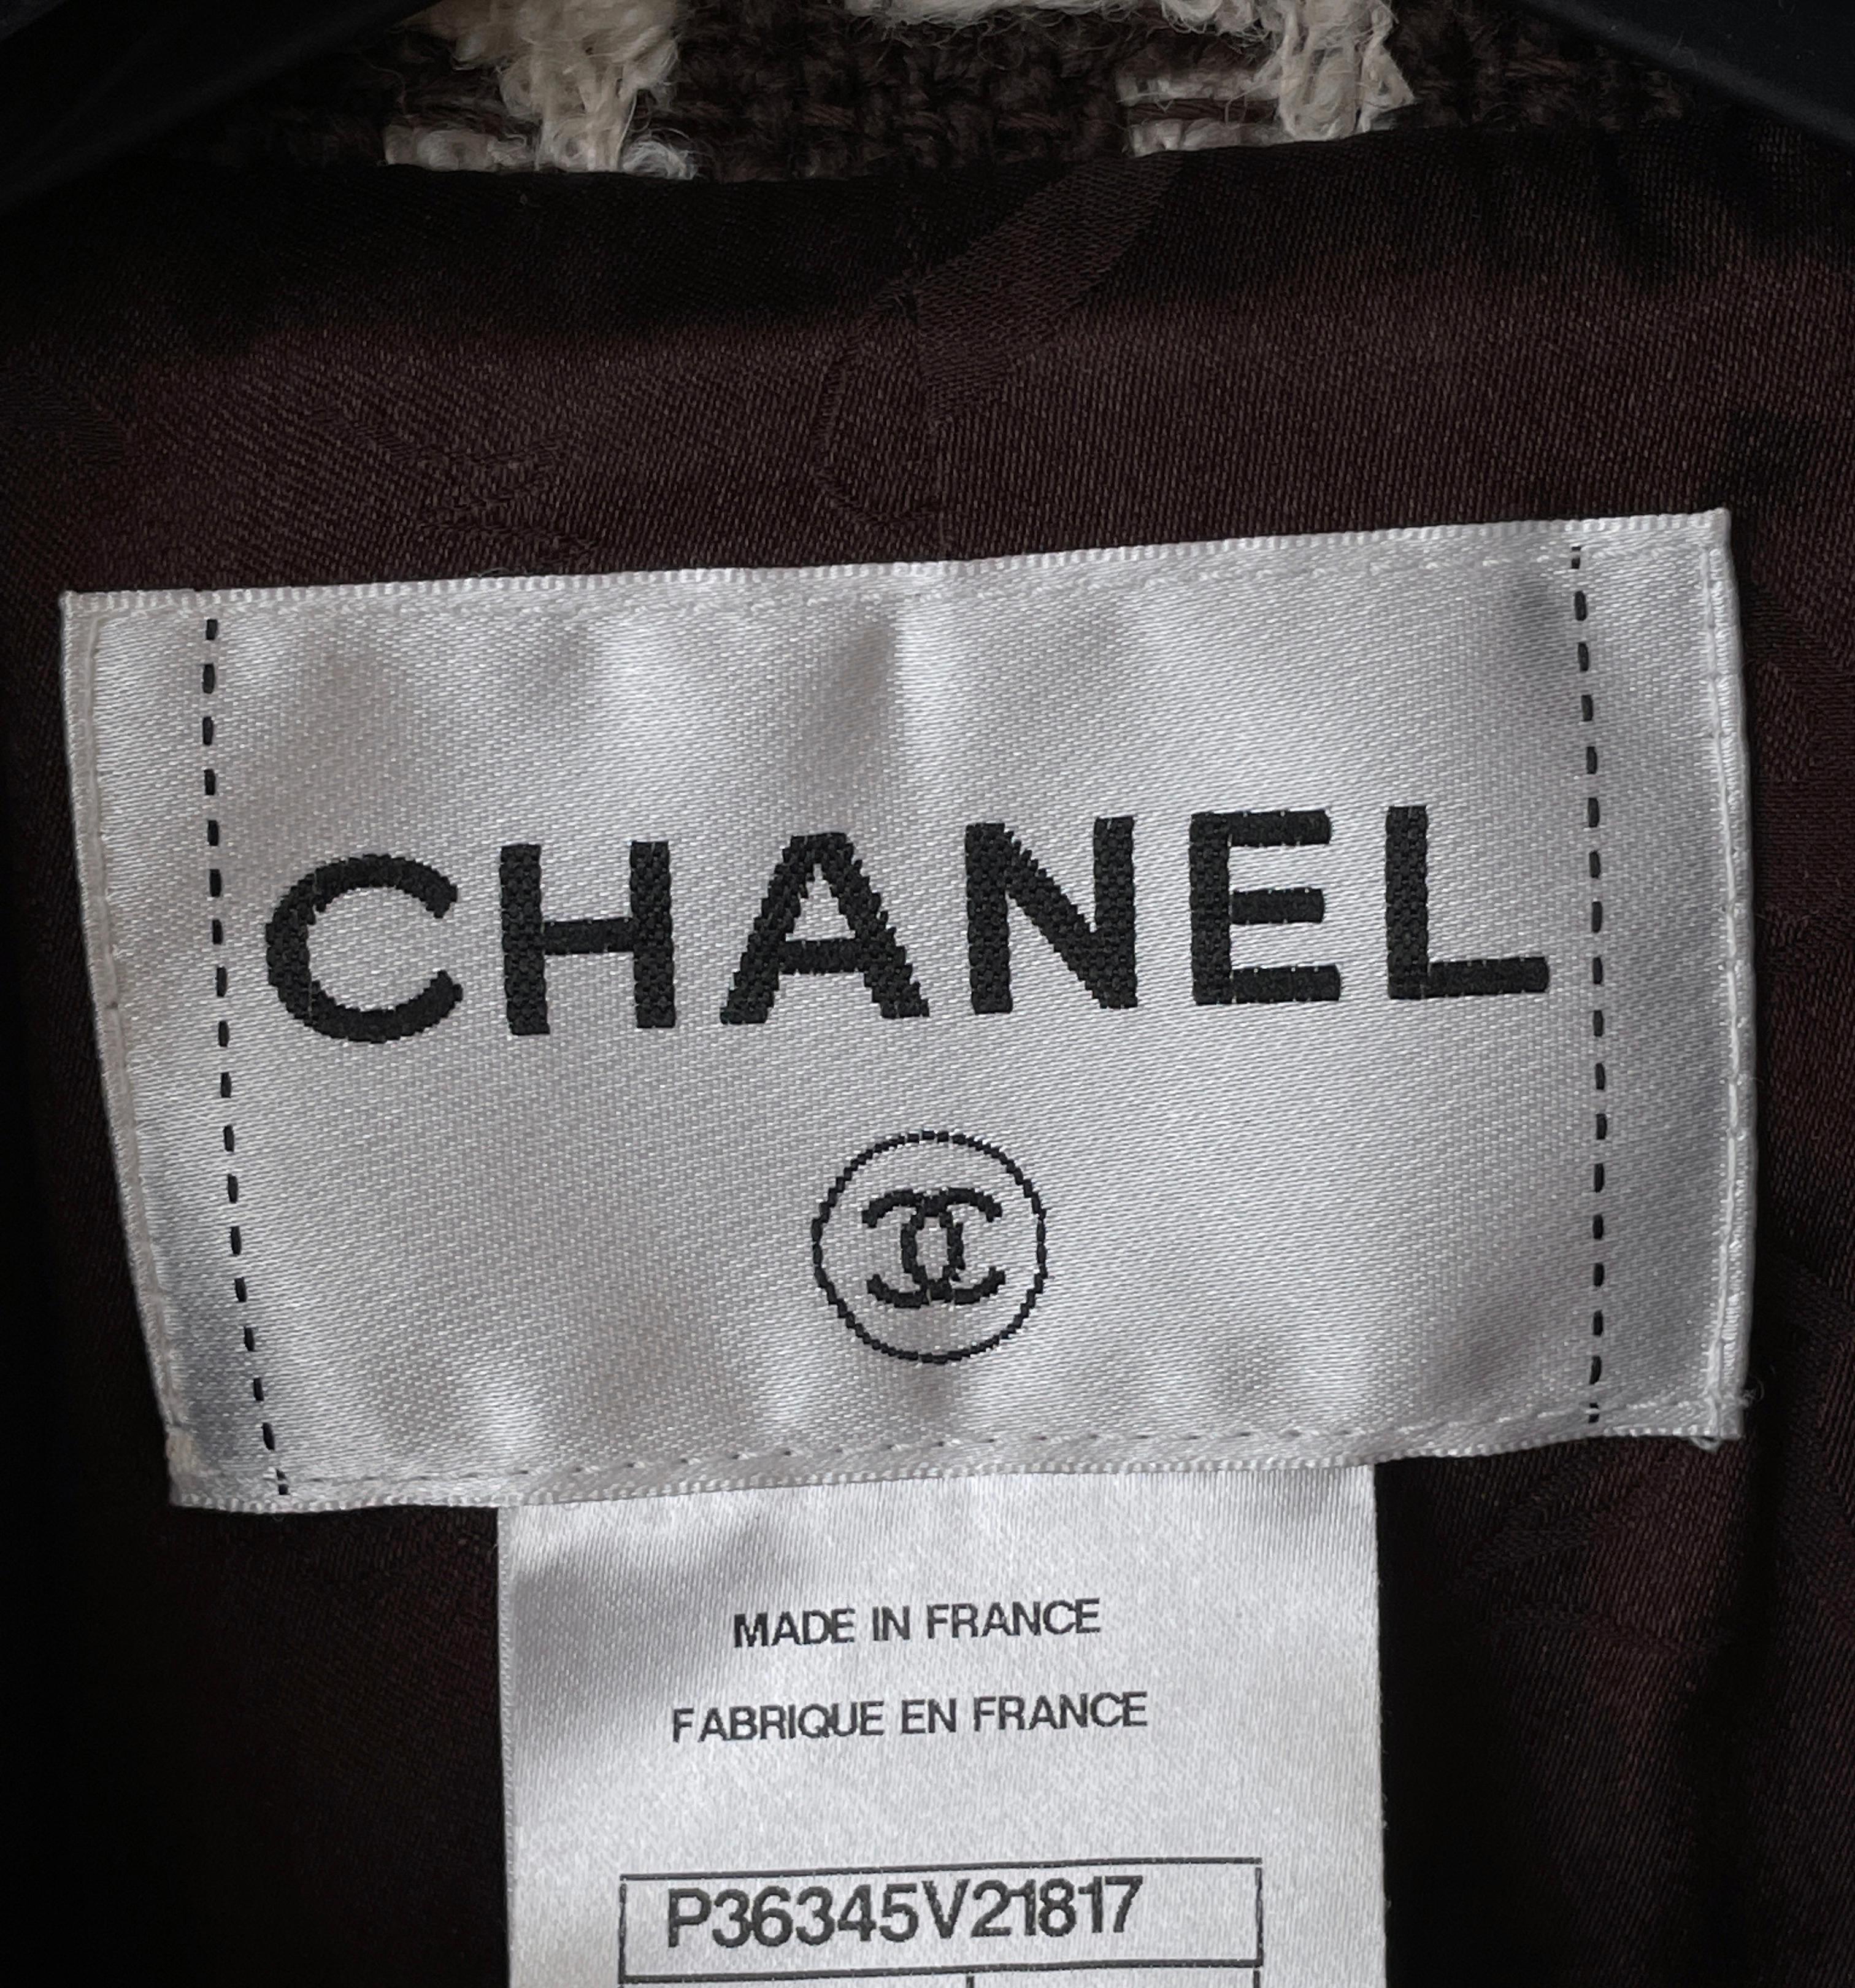 CHANEL
MADE IN FRANCE
FABRIQUE EN FRANCE
P36345V21817